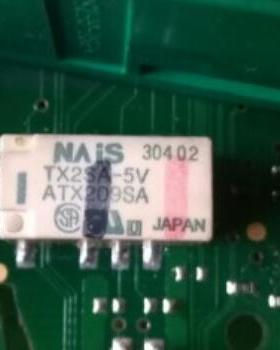 NAiS 30402
TX2SA-5V
ATX209SA
JAPAN